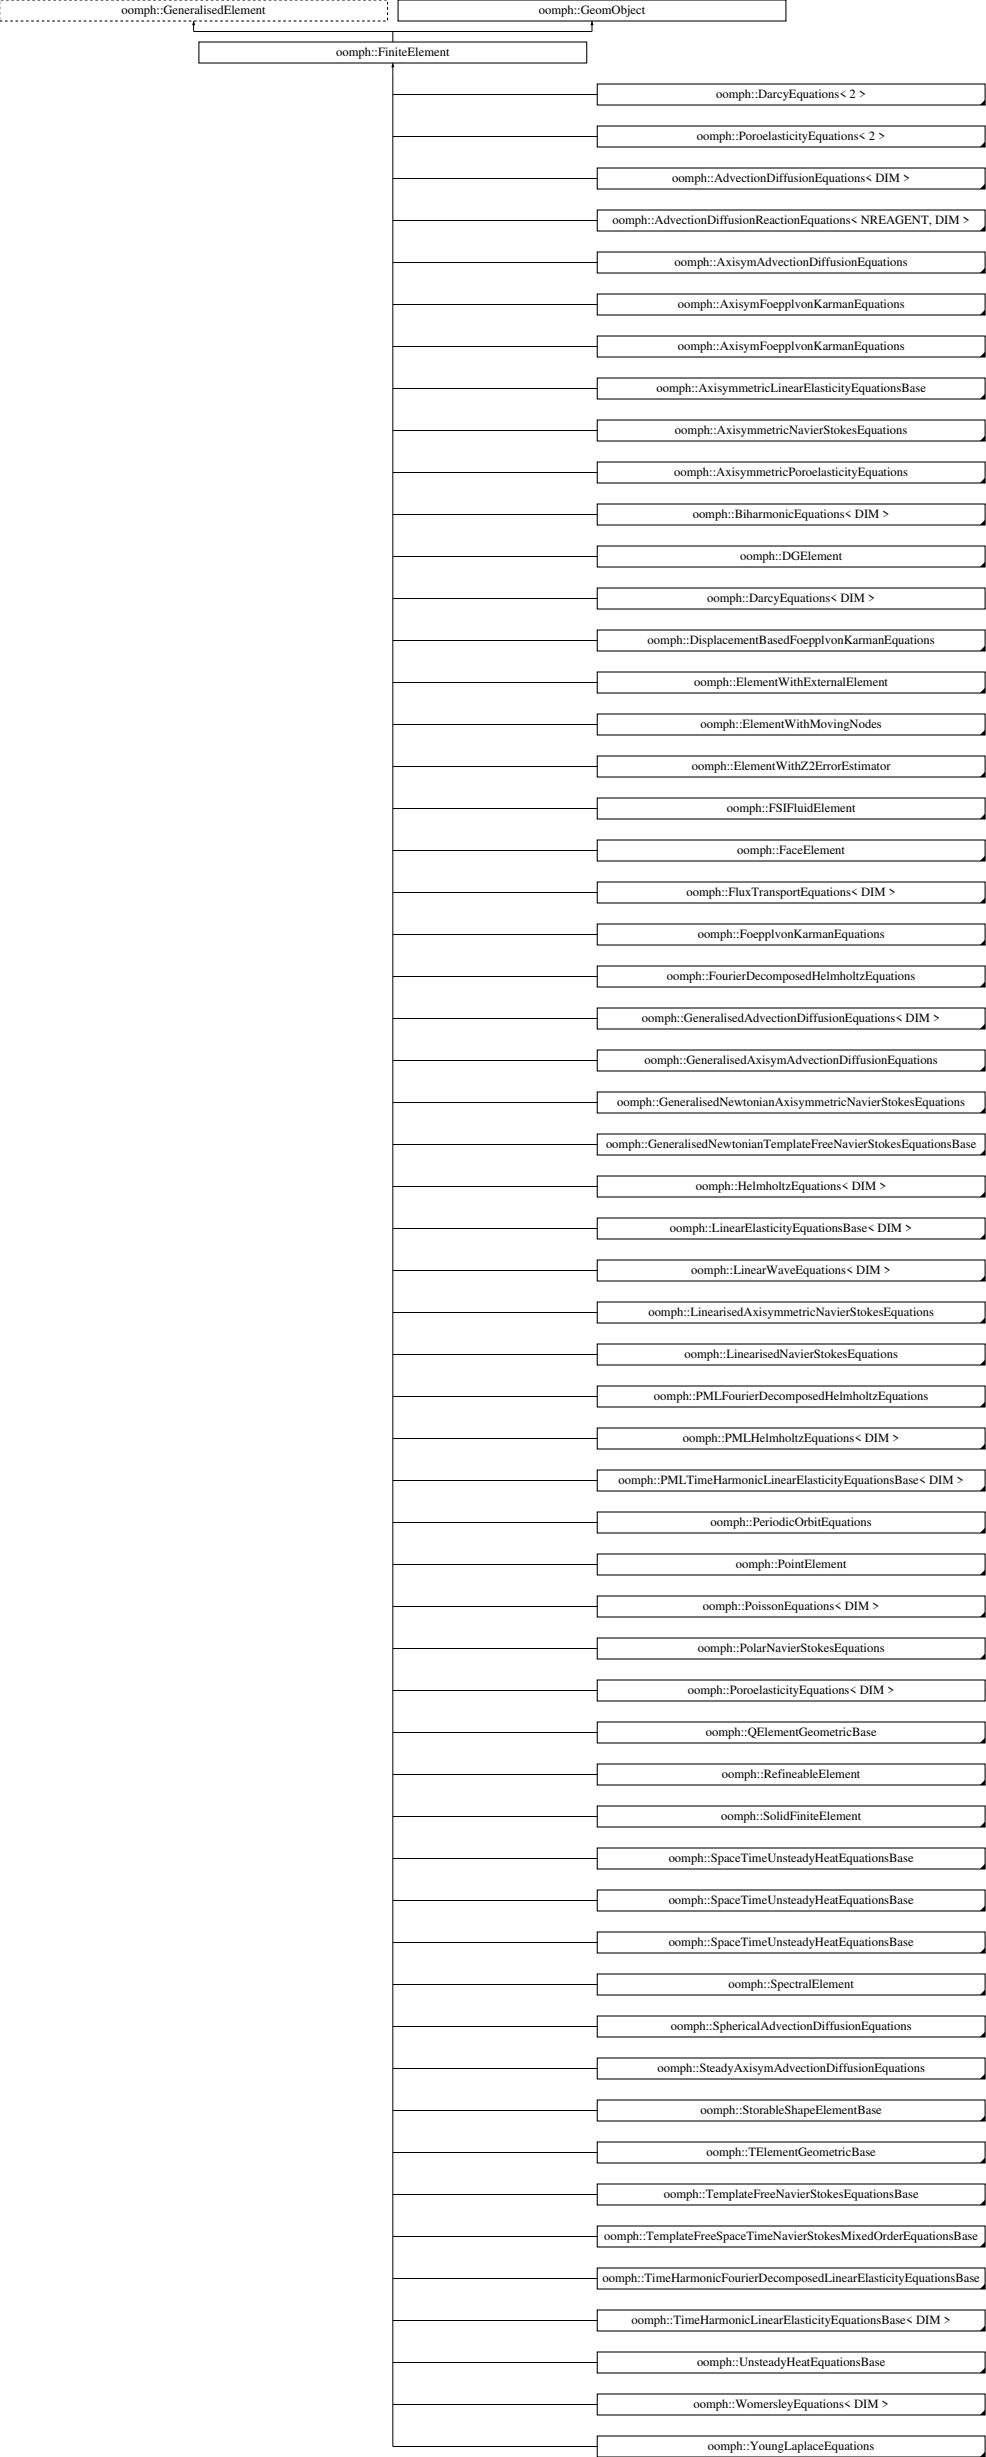 oomph::GeneralisedElement
oomph::GeomObject
oomph::FiniteElement
oomph::DarcyEquations< 2 >
oomph::PoroelasticityEquations< 2 >
oomph::AdvectionDiffusionEquations< DIM >
oomph::AdvectionDiffusionReactionEquations< NREAGENT, DIM >
oomph::AxisymAdvectionDiffusionEquations
oomph::AxisymFoepplvonKarmanEquations
oomph::AxisymFoepplvonKarmanEquations
oomph::AxisymmetricLinearElasticityEquationsBase
oomph::AxisymmetricNavierStokesEquations
oomph::AxisymmetricPoroelasticityEquations
oomph::BiharmonicEquations< DIM >
oomph::DGElement
oomph::DarcyEquations< DIM >
oomph::DisplacementBasedFoepplvonKarmanEquations
oomph::ElementWithExternalElement
oomph::ElementWithMovingNodes
oomph::ElementWithZ2ErrorEstimator
oomph::FSIFluidElement
oomph::FaceElement
oomph::FluxTransportEquations< DIM >
oomph::FoepplvonKarmanEquations
oomph::FourierDecomposedHelmholtzEquations
oomph::GeneralisedAdvectionDiffusionEquations< DIM >
oomph::GeneralisedAxisymAdvectionDiffusionEquations
oomph::GeneralisedNewtonianAxisymmetricNavierStokesEquations
oomph::GeneralisedNewtonianTemplateFreeNavierStokesEquationsBase
oomph::HelmholtzEquations< DIM >
oomph::LinearElasticityEquationsBase< DIM >
oomph::LinearWaveEquations< DIM >
oomph::LinearisedAxisymmetricNavierStokesEquations
oomph::LinearisedNavierStokesEquations
oomph::PMLFourierDecomposedHelmholtzEquations
oomph::PMLHelmholtzEquations< DIM >
oomph::PMLTimeHarmonicLinearElasticityEquationsBase< DIM >
oomph::PeriodicOrbitEquations
oomph::PointElement
oomph::PoissonEquations< DIM >
oomph::PolarNavierStokesEquations
oomph::PoroelasticityEquations< DIM >
oomph::QElementGeometricBase
oomph::RefineableElement
oomph::SolidFiniteElement
oomph::SpaceTimeUnsteadyHeatEquationsBase
oomph::SpaceTimeUnsteadyHeatEquationsBase
oomph::SpaceTimeUnsteadyHeatEquationsBase
oomph::SpectralElement
oomph::SphericalAdvectionDiffusionEquations
oomph::SteadyAxisymAdvectionDiffusionEquations
oomph::StorableShapeElementBase
oomph::TElementGeometricBase
oomph::TemplateFreeNavierStokesEquationsBase
oomph::TemplateFreeSpaceTimeNavierStokesMixedOrderEquationsBase
oomph::TimeHarmonicFourierDecomposedLinearElasticityEquationsBase
oomph::TimeHarmonicLinearElasticityEquationsBase< DIM >
oomph::UnsteadyHeatEquationsBase
oomph::WomersleyEquations< DIM >
oomph::YoungLaplaceEquations